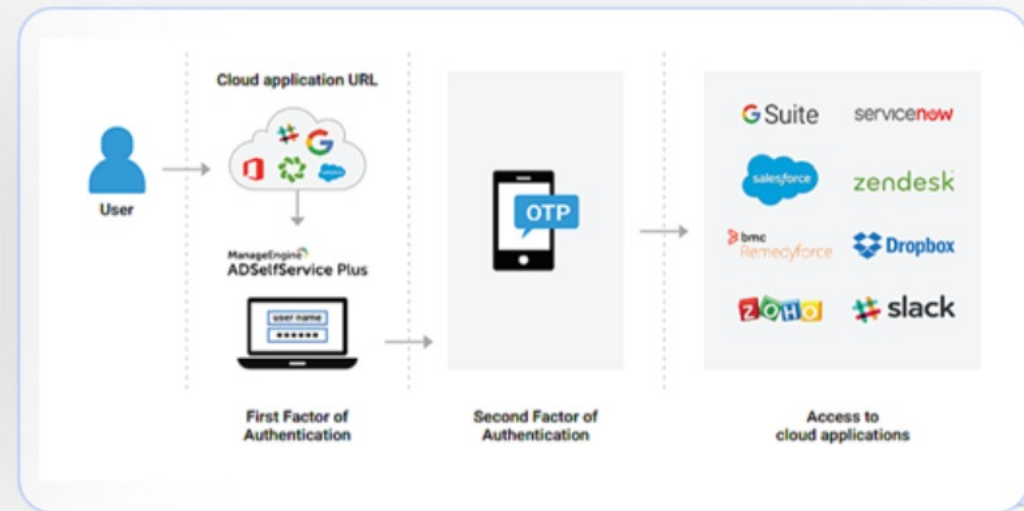 Cloud application URL
G
salesforce
User
ManageEngine
ADSelfService Plus
user name
******
First Factor of
Authentication
OTP
Second Factor of
Authentication
G Suite
servicenow
salesforce
zendesk
bmc
Remedyforce
Dropbox
ZOHO
slack
Access to
cloud applications